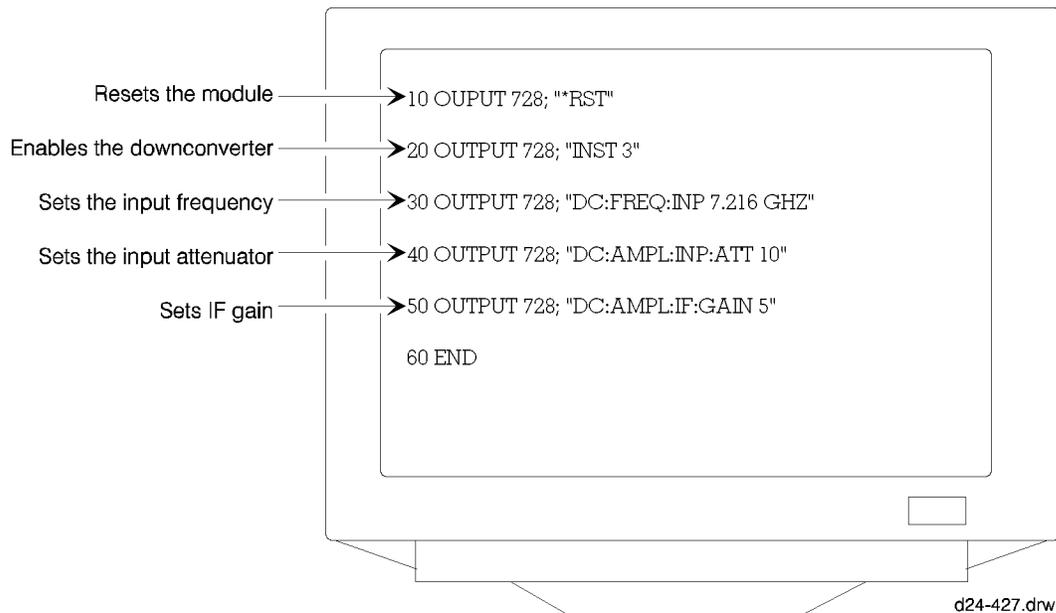 Resets the module
10 OUPUT 728; "*RST"
Enables the downconverter
20 OUTPUT 728; "INST 3"
Sets the input frequency
30 OUTPUT 728; "DC:FREQ:INP 7.216 GHZ"
Sets the input attenuator
40 OUTPUT 728; "DC:AMPL:INP:ATT 10"
Sets IF gain
50 OUTPUT 728; "DC:AMPL:IF:GAIN 5"
60 END
d24-427.drw